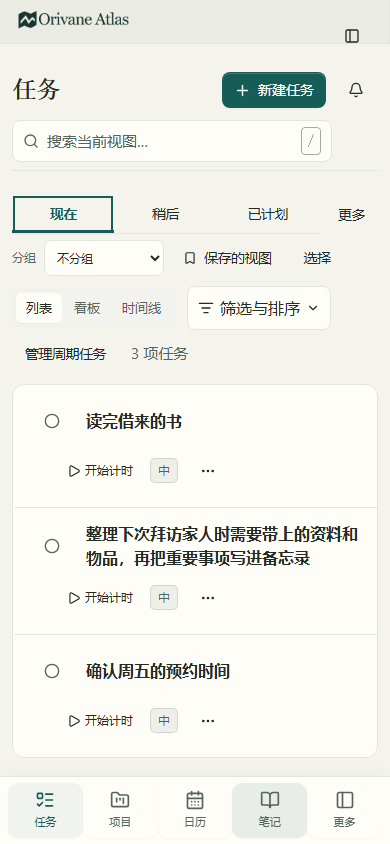 Orivane Atlas
任务
新建任务
搜索当前视图...
/
现在 稍后 已计划 更多
分组 不分组 保存的视图 选择
列表 看板 时间线 筛选与排序
管理周期任务 3 项任务
读完借来的书
开始计时 中 ...
整理下次拜访家人时需要带上的资料和
物品，再把重要事项写进备忘录
开始计时 中 ...
确认周五的预约时间
开始计时 中 ...
任务 项目 日历 笔记 更多